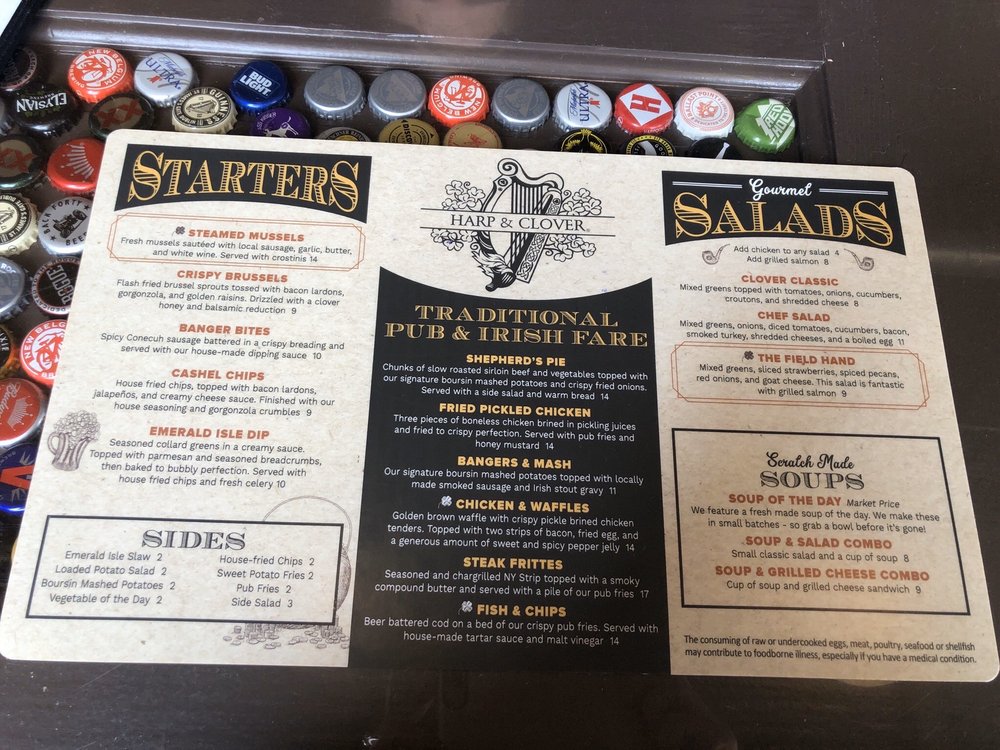 NEW BELGIUM
ULTRA
BUD LIGHT
NEW BELGIUM
ULTRA
H
BALLAST POINT
MTN DEW
ELYSIAN
XX
GUINNESS
XX
BACK FORTY
BEER
NEW BELGIUM
STARTERS
STEAMED MUSSELS
Fresh mussels sautéed with local sausage, garlic, butter,
and white wine. Served with crostinis 14
CRISPY BRUSSELS
Flash fried brussel sprouts tossed with bacon lardons,
gorgonzola, and golden raisins. Drizzled with a clover
honey and balsamic reduction 9
BANGER BITES
Spicy Conecuh sausage battered in a crispy breading and
served with our house-made dipping sauce 10
CASHEL CHIPS
House fried chips, topped with bacon lardons,
jalapeños, and creamy cheese sauce. Finished with our
house seasoning and gorgonzola crumbles 9
EMERALD ISLE DIP
Seasoned collard greens in a creamy sauce.
Topped with parmesan and seasoned breadcrumbs,
then baked to bubbly perfection. Served with
house fried chips and fresh celery 10
SIDES
Emerald Isle Slaw 2
Loaded Potato Salad 2
Boursin Mashed Potatoes 2
Vegetable of the Day 2
House-fried Chips 2
Sweet Potato Fries 2
Pub Fries 2
Side Salad 3
HARP & CLOVER
TRADITIONAL
PUB & IRISH FARE
SHEPHERD'S PIE
Chunks of slow roasted sirloin beef and vegetables topped with
our signature boursin mashed potatoes and crispy fried onions.
Served with a side salad and warm bread 14
FRIED PICKLED CHICKEN
Three pieces of boneless chicken brined in pickling juices
and fried to crispy perfection. Served with pub fries and
honey mustard 14
BANGERS & MASH
Our signature boursin mashed potatoes topped with locally
made smoked sausage and Irish stout gravy 11
CHICKEN & WAFFLES
Golden brown waffle with crispy pickle brined chicken
tenders. Topped with two strips of bacon, fried egg, and
a generous amount of sweet and spicy pepper jelly 14
STEAK FRITTES
Seasoned and chargrilled NY Strip topped with a smoky
compound butter and served with a pile of our pub fries 17
FISH & CHIPS
Beer battered cod on a bed of our crispy pub fries. Served with
house-made tartar sauce and malt vinegar 14
Gourmet
SALADS
Add chicken to any salad 4
Add grilled salmon 8
CLOVER CLASSIC
Mixed greens topped with tomatoes, onions, cucumbers,
croutons, and shredded cheese 8
CHEF SALAD
Mixed greens, onions, diced tomatoes, cucumbers, bacon,
smoked turkey, shredded cheeses, and a boiled egg 11
THE FIELD HAND
Mixed greens, sliced strawberries, spiced pecans,
red onions, and goat cheese. This salad is fantastic
with grilled salmon 9
Scratch Made
SOUPS
SOUP OF THE DAY Market Price
We feature a fresh made soup of the day. We make these
in small batches - so grab a bowl before it's gone!
SOUP & SALAD COMBO
Small classic salad and a cup of soup 8
SOUP & GRILLED CHEESE COMBO
Cup of soup and grilled cheese sandwich 9
The consuming of raw or undercooked eggs, meat, poultry, seafood or shellfish
may contribute to foodborne illness, especially if you have a medical condition.